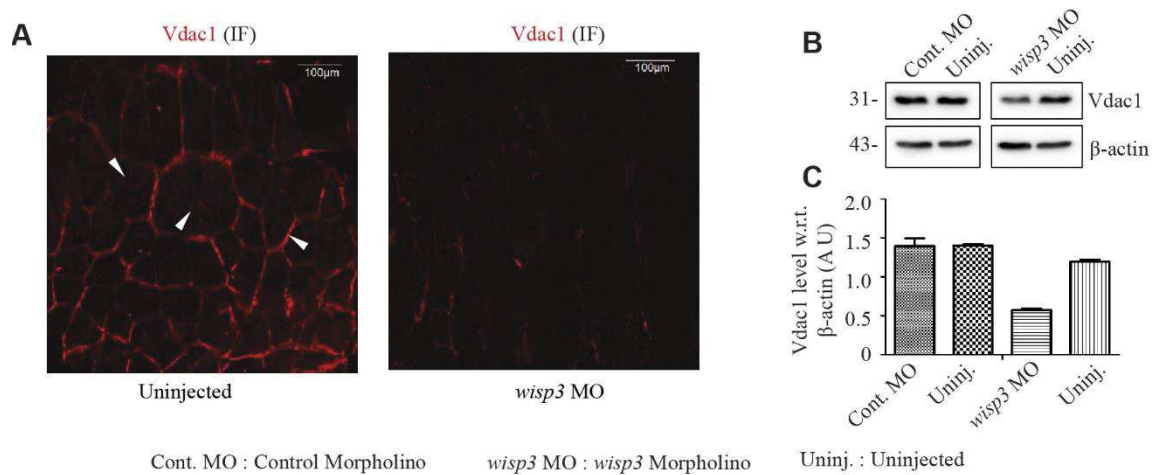 A
Vdac1 (IF)
100μm
Uninjected
Vdac1 (IF)
100μm
wisp3 MO
B
Cont. MO
Uninj.
wisp3 MO
Uninj.
31-
Vdac1
43-
β-actin
C
Vdac1 level w.r.t.
β-actin (A U)
2.0
1.5
1.0
0.5
0
Cont. MO
Uninj.
wisp3 MO
Uninj.
Cont. MO : Control Morpholino
wisp3 MO : wisp3 Morpholino
Uninj. : Uninjected